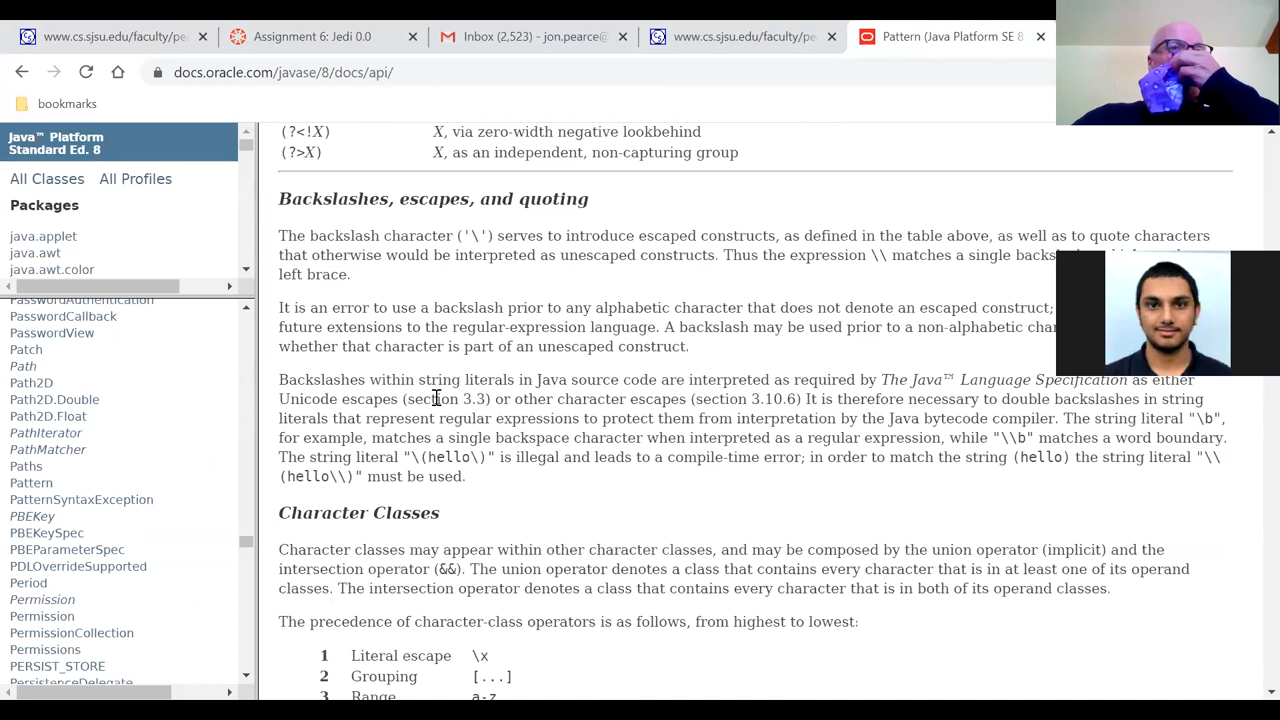 www.cs.sjsu.edu/faculty/pe
Assignment 6: Jedi 0.0
Inbox (2,523) - jon.pearce@
www.cs.sjsu.edu/faculty/pe
Pattern (Java Platform SE 8
docs.oracle.com/javase/8/docs/api/
bookmarks
Java™ Platform
Standard Ed. 8
All Classes All Profiles
Packages
java.applet
java.awt
java.awt.color
PasswordAuthentication
PasswordCallback
PasswordView
Patch
Path
Path2D
Path2D.Double
Path2D.Float
PathIterator
PathMatcher
Paths
Pattern
PatternSyntaxException
PBEKey
PBEKeySpec
PBEParameterSpec
PDLOverrideSupported
Period
Permission
Permission
PermissionCollection
Permissions
PERSIST_STORE
PersistenceDelegate
(?<!X) X, via zero-width negative lookbehind
(?>X) X, as an independent, non-capturing group
Backslashes, escapes, and quoting
The backslash character ('\') serves to introduce escaped constructs, as defined in the table above, as well as to quote characters
that otherwise would be interpreted as unescaped constructs. Thus the expression \\ matches a single backs
left brace.
It is an error to use a backslash prior to any alphabetic character that does not denote an escaped construct;
future extensions to the regular-expression language. A backslash may be used prior to a non-alphabetic char
whether that character is part of an unescaped construct.
Backslashes within string literals in Java source code are interpreted as required by The Java™ Language Specification as either
Unicode escapes (section 3.3) or other character escapes (section 3.10.6) It is therefore necessary to double backslashes in string
literals that represent regular expressions to protect them from interpretation by the Java bytecode compiler. The string literal "\b",
for example, matches a single backspace character when interpreted as a regular expression, while "\\b" matches a word boundary.
The string literal "\(hello\)" is illegal and leads to a compile-time error; in order to match the string (hello) the string literal "\\
(hello\\)" must be used.
Character Classes
Character classes may appear within other character classes, and may be composed by the union operator (implicit) and the
intersection operator (&&). The union operator denotes a class that contains every character that is in at least one of its operand
classes. The intersection operator denotes a class that contains every character that is in both of its operand classes.
The precedence of character-class operators is as follows, from highest to lowest:
1 Literal escape \x
2 Grouping [...]
3 Range a-z